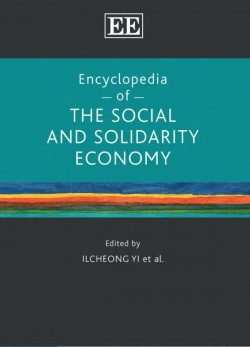 EE
Encyclopedia
— of —
THE SOCIAL
AND SOLIDARITY
ECONOMY
Edited by
ILCHEONG YI et al.